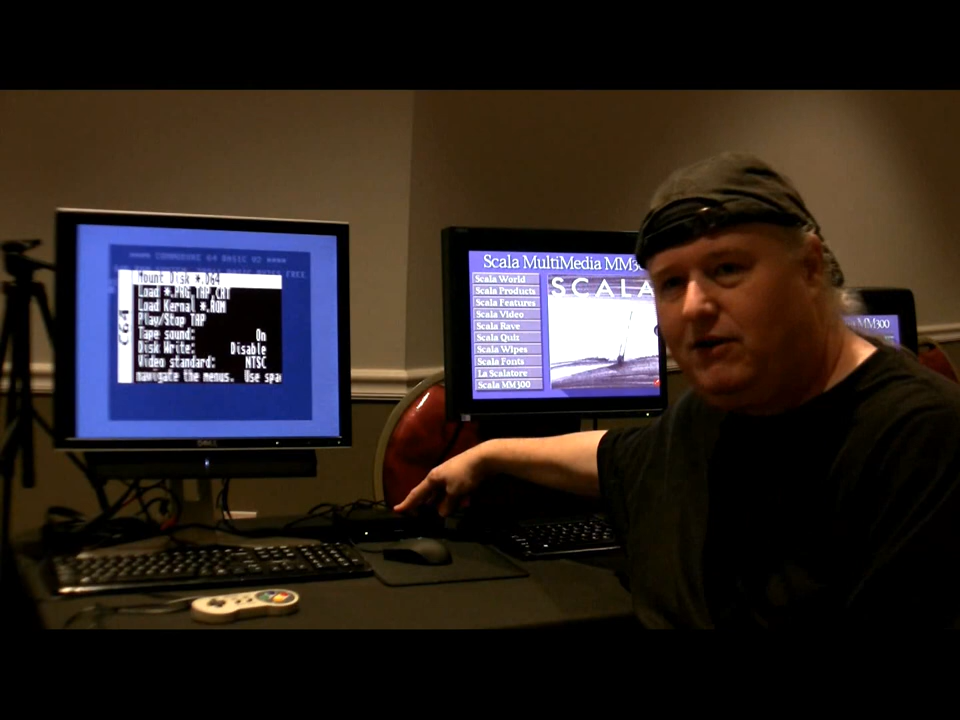 **** COMMODORE 64 BASIC V2 ****
BYTES FREE
Mount Disk *.D64
Load *.PRG,TAP,CRT
Load Kernal *.ROM
Play/Stop TAP
Tape sound: On
Disk Write: Disable
Video standard: NTSC
navigate the menus. Use spa
C64
DELL
Scala MultiMedia MM30
Scala World
Scala Products
Scala Features
Scala Video
Scala Rave
Scala Quiz
Scala Wipes
Scala Fonts
La Scalatore
Scala MM300
SCALA
MM300